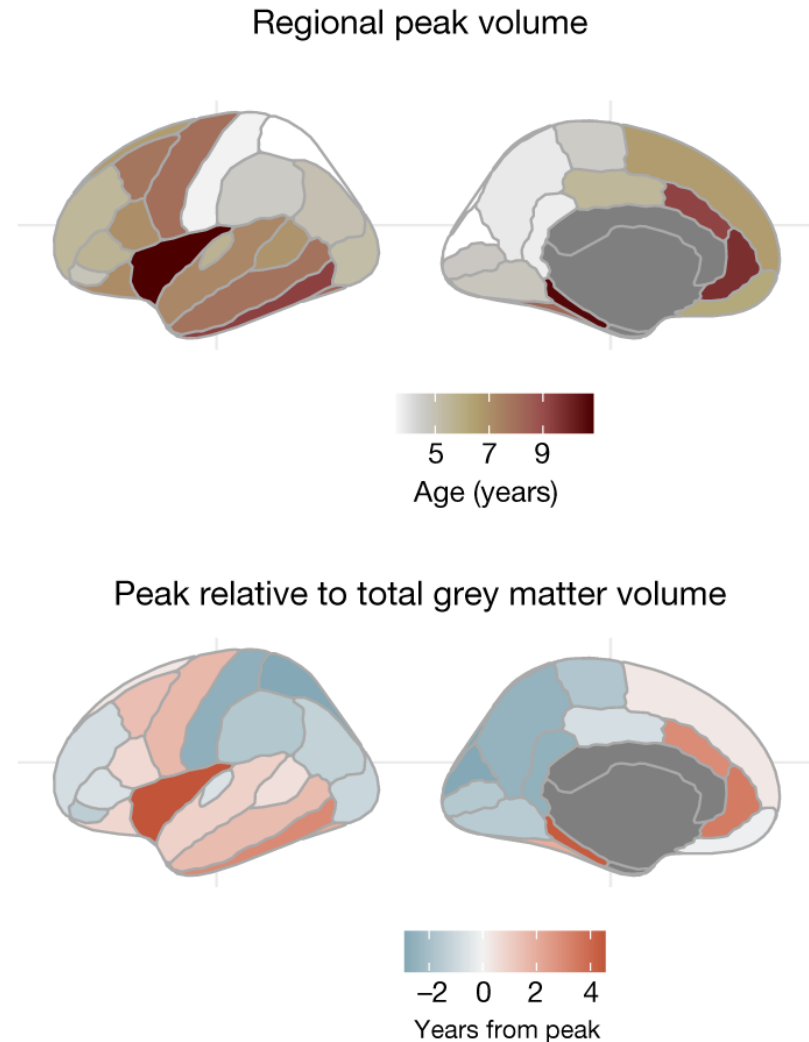 Regional peak volume
5 7 9
Age (years)
Peak relative to total grey matter volume
−2 0 2 4
Years from peak